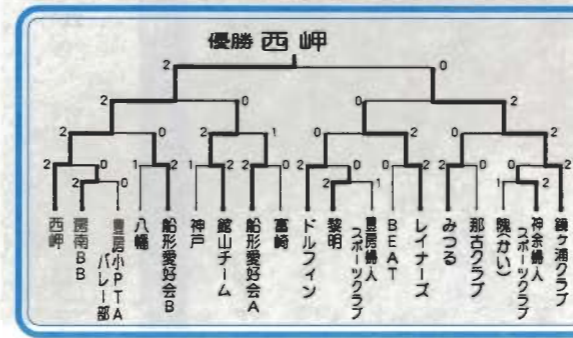 優勝 西岬
2 0
2 0 0 2
2 0 2 1 0 2 0 2
2 0 1 2 1 2 2 0 2 0 0 2 2 0 0 2
2 0 2 1 1 2
西岬
房南BB
豊房小PTA
バレー部
八幡
船形愛好会B
神戸
館山チーム
船形愛好会A
富崎
ドルフィン
黎明
豊房婦人
スポーツクラブ
BEAT
レイナーズ
みつる
那古クラブ
(かい)
神余婦人
スポーツクラブ
鏡ヶ浦クラブ